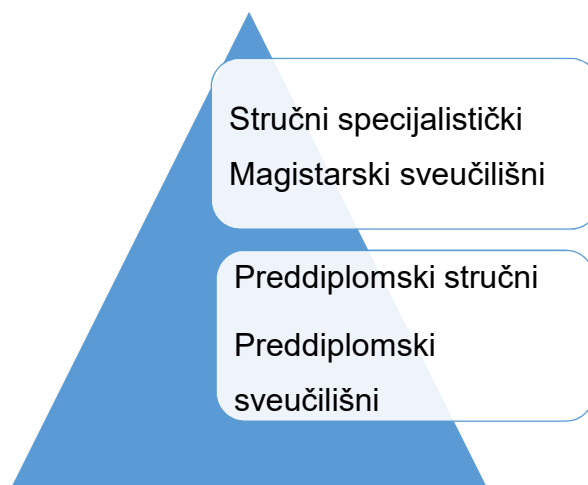 Stručni specijalistički
Magistarski sveučilišni
Preddiplomski stručni
Preddiplomski
sveučilišni